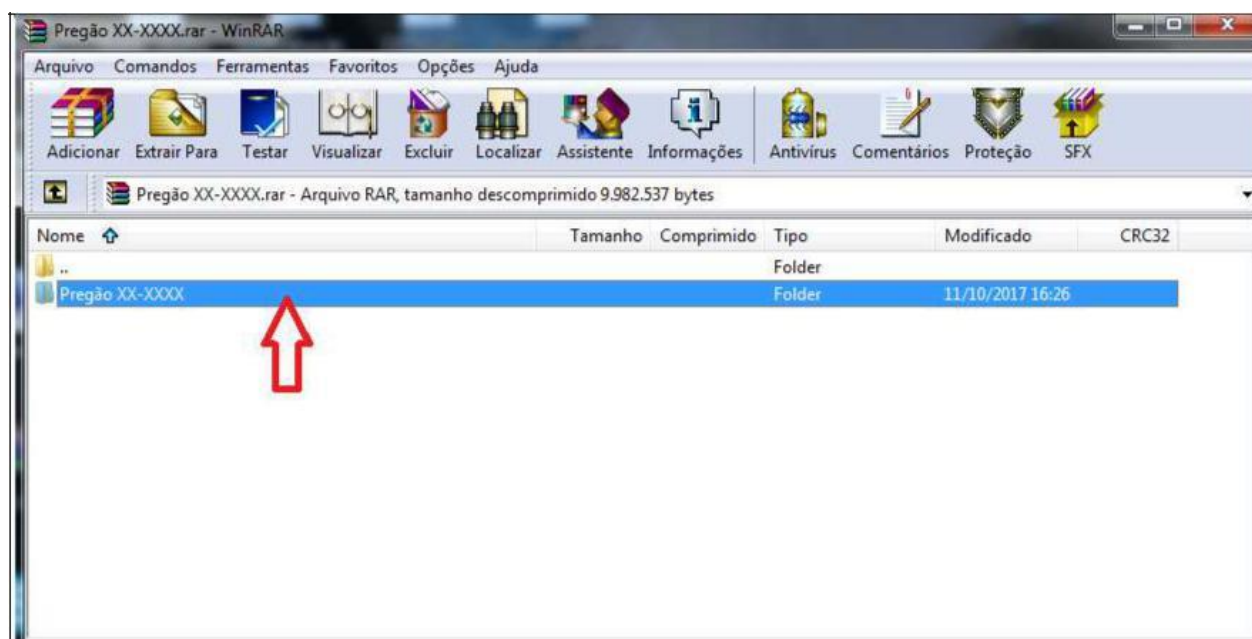 Pregão XX-XXXX.rar - WinRAR
Arquivo Comandos Ferramentas Favoritos Opções Ajuda
Adicionar Extrair Para Testar Visualizar Excluir Localizar Assistente Informações Antivírus Comentários Proteção SFX
Pregão XX-XXXX.rar - Arquivo RAR, tamanho descomprimido 9.982.537 bytes
Nome Tamanho Comprimido Tipo Modificado CRC32
.. Folder
Pregão XX-XXXX Folder 11/10/2017 16:26